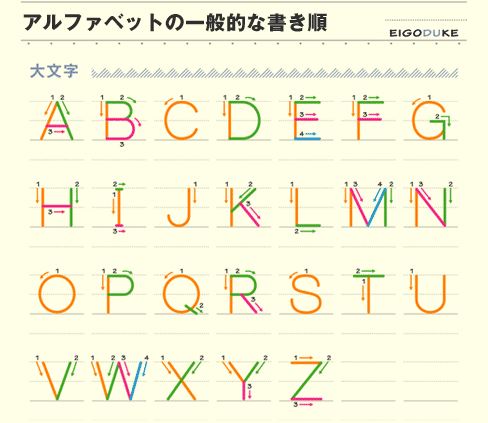 アルファベットの一般的な書き順
EIGODUKE
大文字
1 2 1 2 1 1 2 1 2 1 2 1
A B C D E F G
3 3 3 3 3 2
3 4
1 2 2 1 1 2 1 1 3 4 2 1 3 2
H I J K L M N
3 1 3 3 2
1 1 2 1 1 2 1 2 1
O P Q R S T U
2 3 1
1 2 1 2 3 4 1 2 1 2 1
V W X Y Z
3 2
3